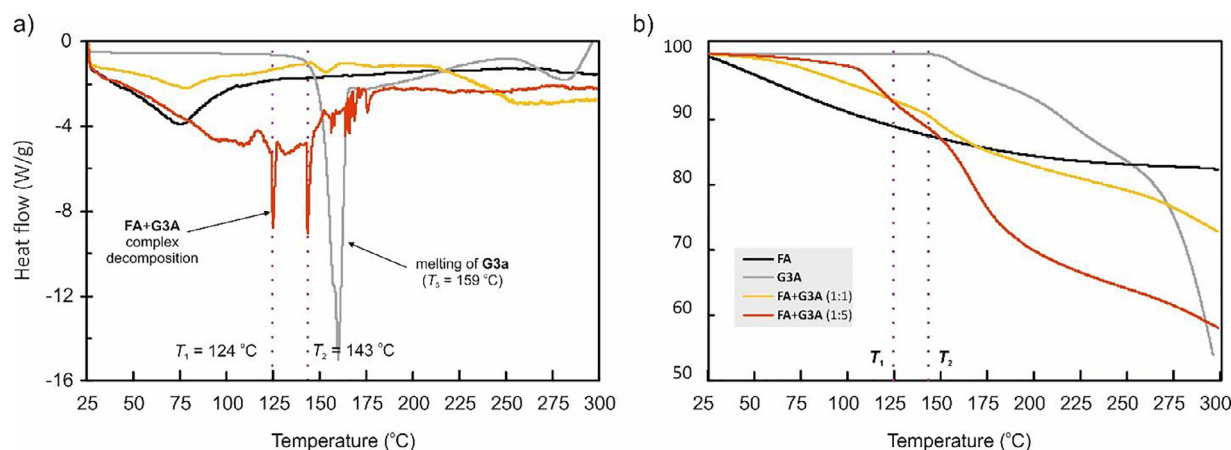 a)
0
-4
-8
-12
-16
Heat flow (W/g)
FA+G3A
complex
decomposition
melting of G3a
(T₅ = 159 °C)
T₁ = 124 °C
T₂ = 143 °C
25 50 75 100 125 150 175 200 225 250 275 300
Temperature (°C)
b)
100
90
80
70
60
50
FA
G3A
FA+G3A (1:1)
FA+G3A (1:5)
T₁
T₂
25 50 75 100 125 150 175 200 225 250 275 300
Temperature (°C)